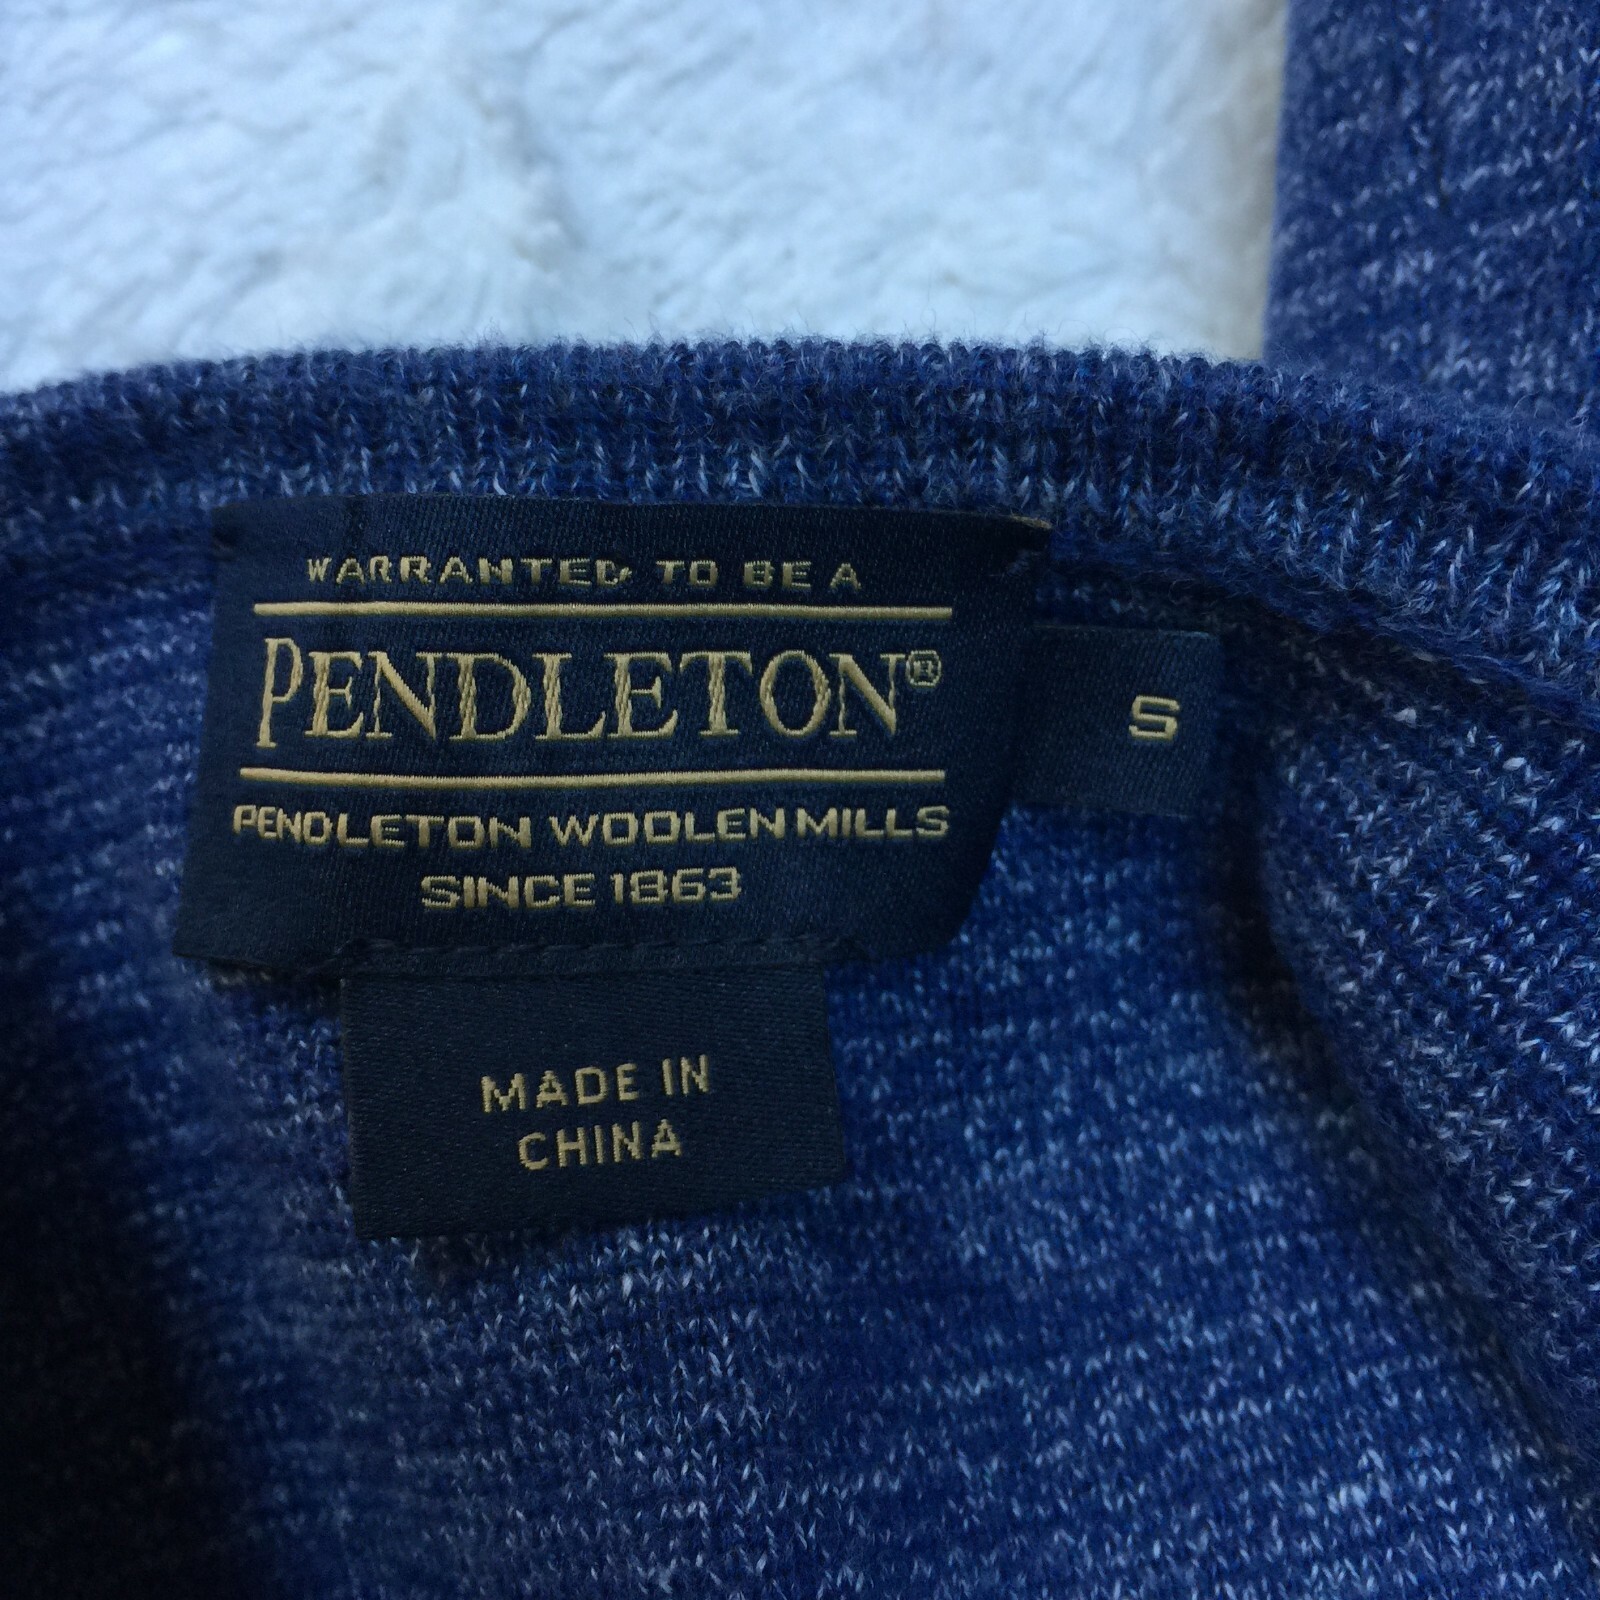 WARRANTED TO BE A
PENDLETON®
S
PENDLETON WOOLEN MILLS
SINCE 1863
MADE IN
CHINA